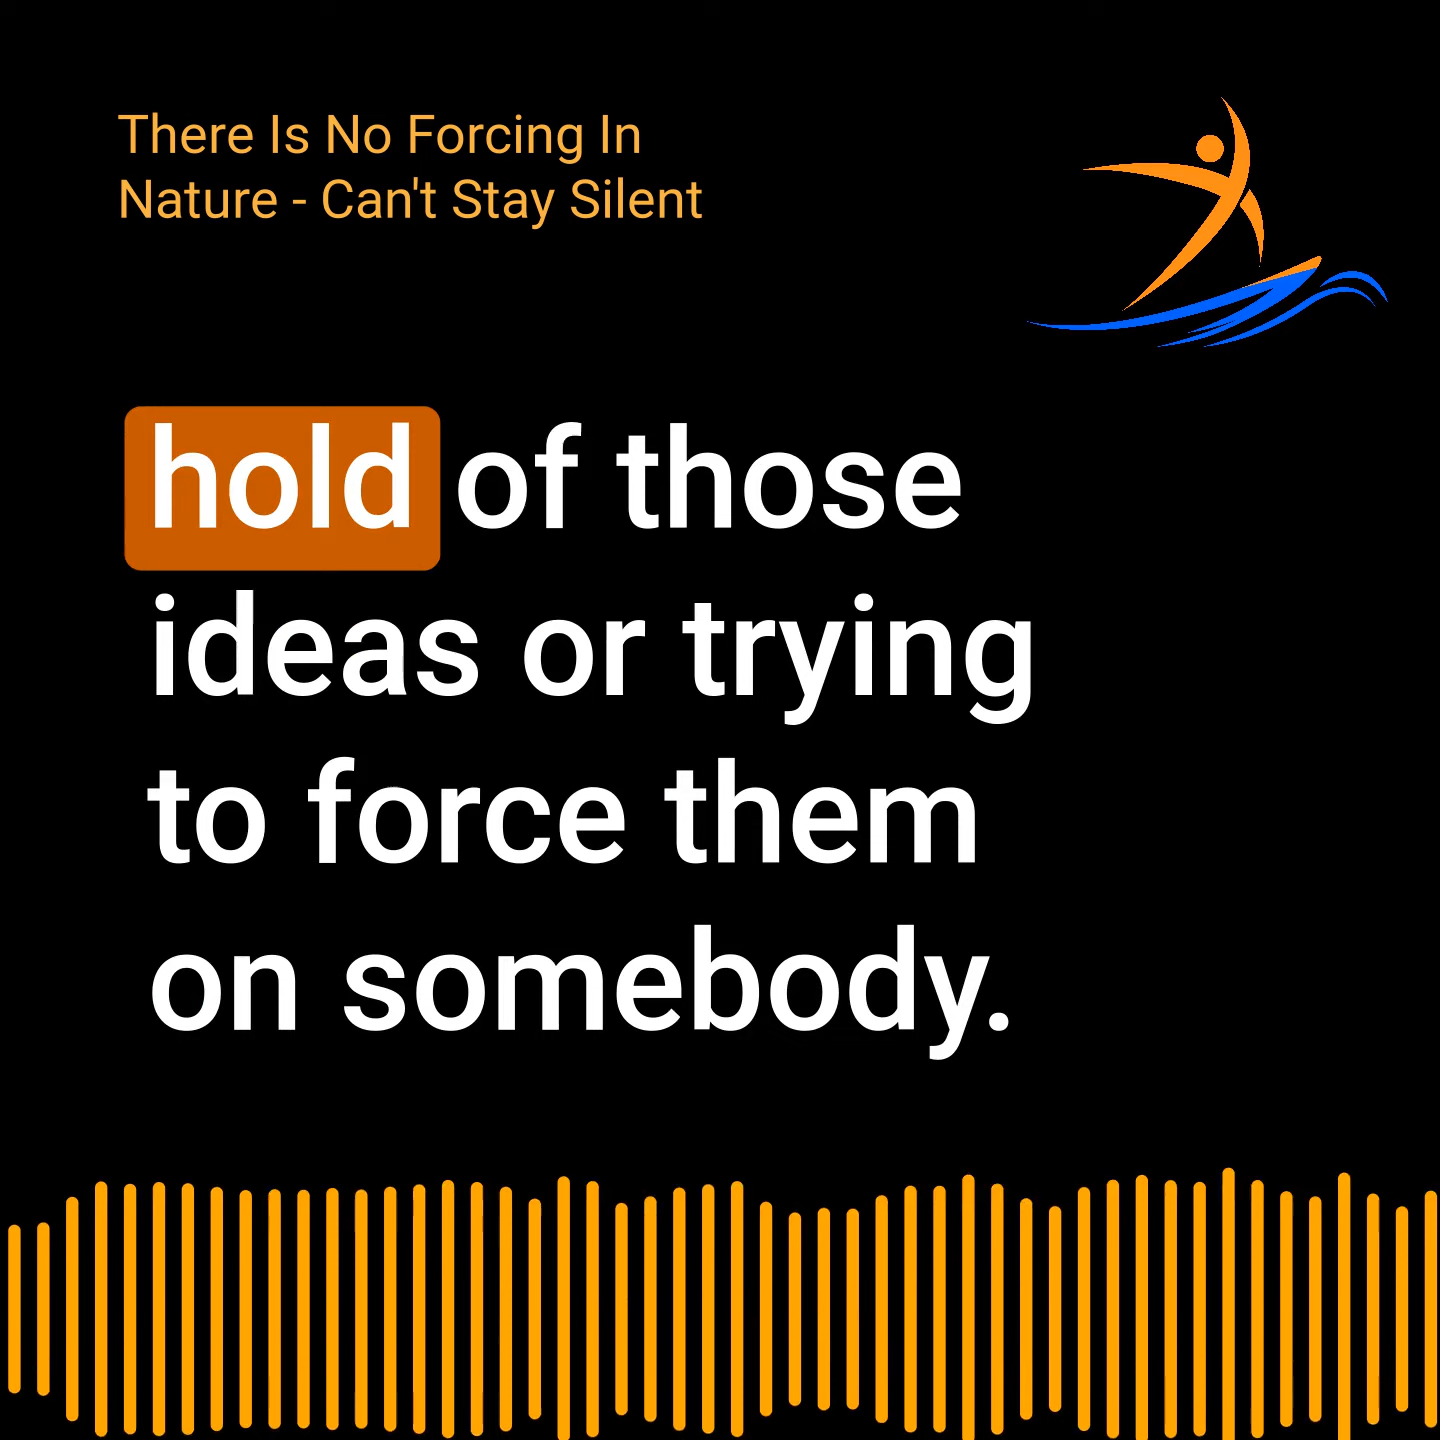 There Is No Forcing In
Nature - Can't Stay Silent
hold of those
ideas or trying
to force them
on somebody.